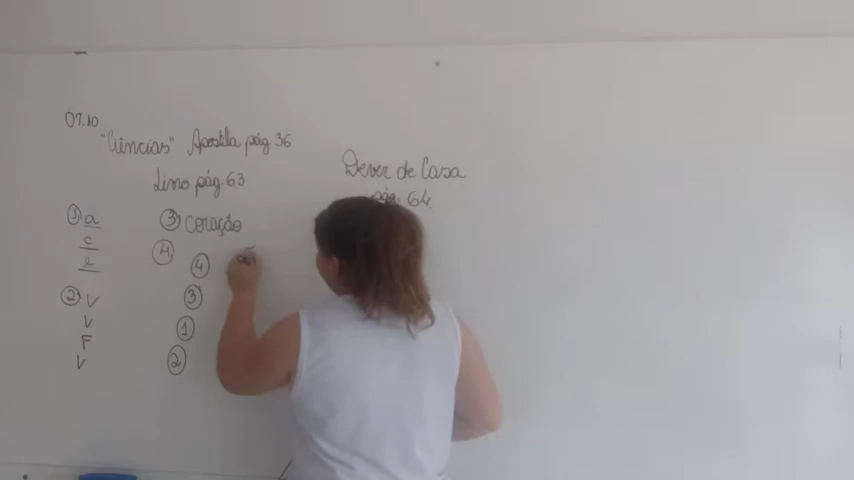 07.10
"Ciências" Apostila pág 36
Livro pág. 63
Dever de Casa
pág. 64
① a
c
e
② V
V
F
V
③ Coração
④
④
③
①
②